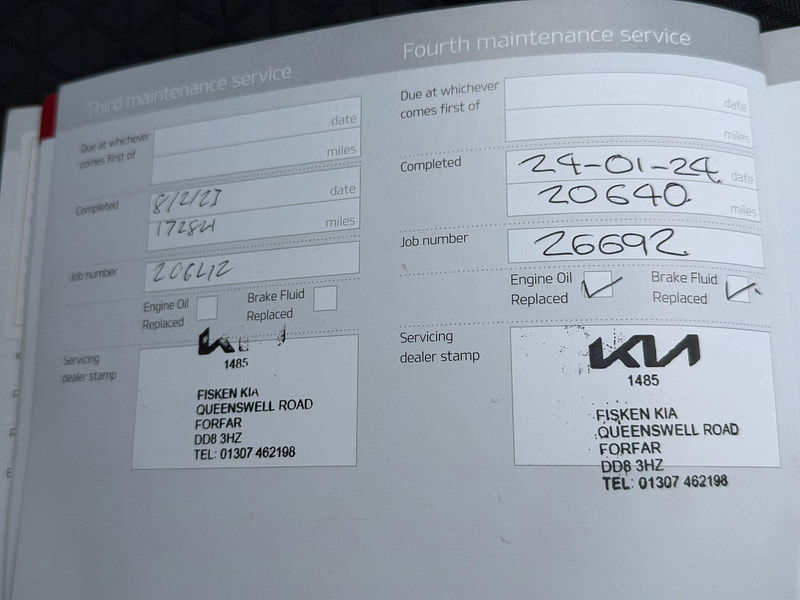 Third maintenance service
Due at whichever
comes first of
date
miles
Completed
8/2/23
date
17284
miles
Job number
206412
Engine Oil
Replaced
Brake Fluid
Replaced
Servicing
dealer stamp
KIA
1485
FISKEN KIA
QUEENSWELL ROAD
FORFAR
DD8 3HZ
TEL: 01307 462198
Fourth maintenance service
Due at whichever
comes first of
date
miles
Completed
24-01-24
date
20640
miles
Job number
26692
Engine Oil
Replaced
Brake Fluid
Replaced
Servicing
dealer stamp
KIA
1485
FISKEN KIA
QUEENSWELL ROAD
FORFAR
DD8 3HZ
TEL: 01307 462198